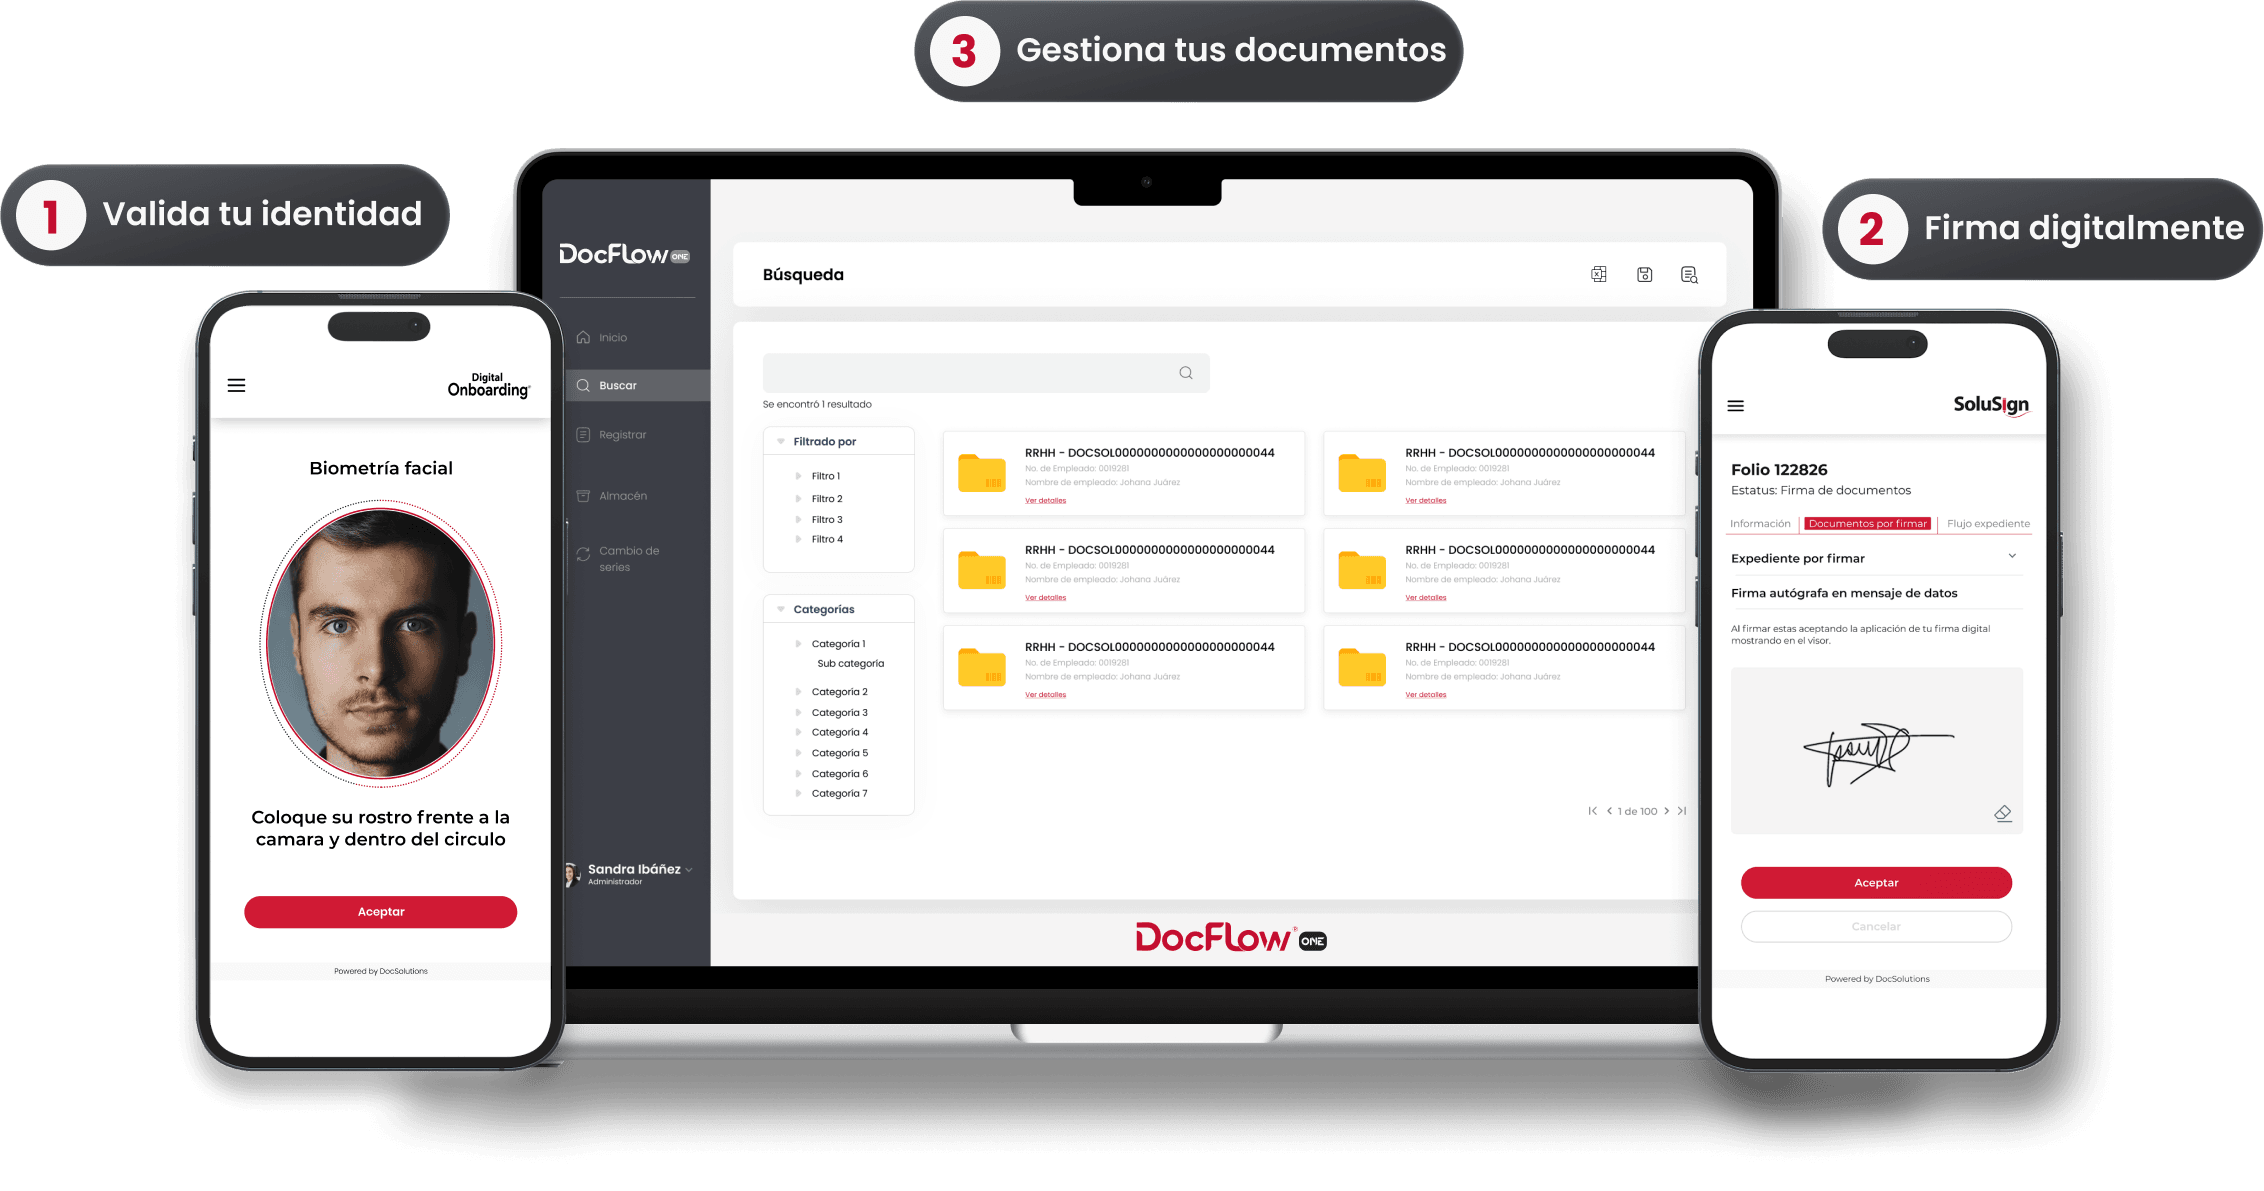 3 Gestiona tus documentos
1 Valida tu identidad
2 Firma digitalmente
Digital
Onboarding
Biometría facial
Coloque su rostro frente a la
camara y dentro del circulo
Aceptar
Powered by DocSolutions
DocFlow ONE
Inicio
Buscar
Registrar
Almacén
Cambio de
series
Sandra Ibáñez
Administrador
Búsqueda
Se encontró 1 resultado
Filtrado por
Filtro 1
Filtro 2
Filtro 3
Filtro 4
Categorías
Categoría 1
Sub categoría
Categoría 2
Categoría 3
Categoría 4
Categoría 5
Categoría 6
Categoría 7
RRHH - DOCSOL0000000000000000000044
No. de Empleado: 0019281
Nombre de empleado: Johana Juárez
Ver detalles
RRHH - DOCSOL0000000000000000000044
No. de Empleado: 0019281
Nombre de empleado: Johana Juárez
Ver detalles
RRHH - DOCSOL0000000000000000000044
No. de Empleado: 0019281
Nombre de empleado: Johana Juárez
Ver detalles
RRHH - DOCSOL0000000000000000000044
No. de Empleado: 0019281
Nombre de empleado: Johana Juárez
Ver detalles
RRHH - DOCSOL0000000000000000000044
No. de Empleado: 0019281
Nombre de empleado: Johana Juárez
Ver detalles
RRHH - DOCSOL0000000000000000000044
No. de Empleado: 0019281
Nombre de empleado: Johana Juárez
Ver detalles
1 de 100
DocFlow® ONE
SoluSign
Folio 122826
Estatus: Firma de documentos
Información Documentos por firmar Flujo expediente
Expediente por firmar
Firma autógrafa en mensaje de datos
Al firmar estas aceptando la aplicación de tu firma digital
mostrando en el visor.
Aceptar
Cancelar
Powered by DocSolutions